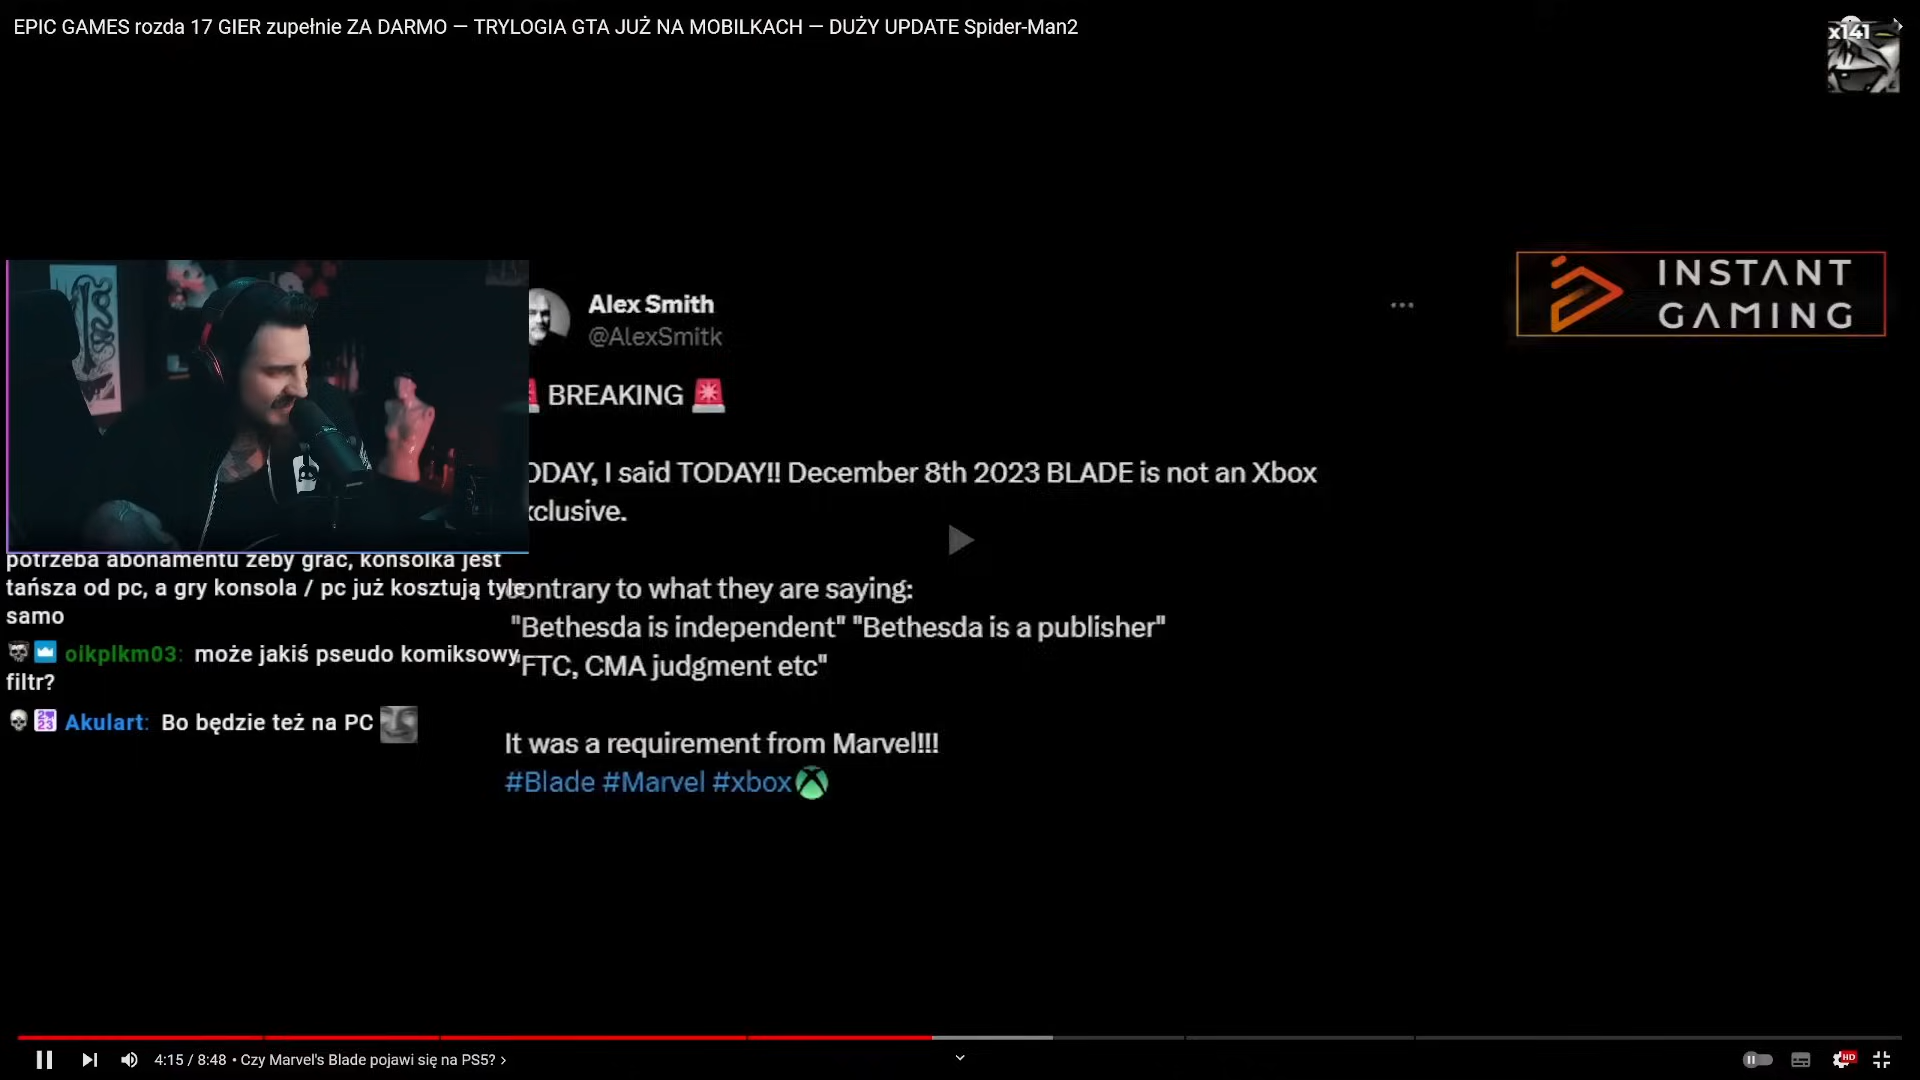 EPIC GAMES rozda 17 GIER zupełnie ZA DARMO — TRYLOGIA GTA JUŻ NA MOBILKACH — DUŻY UPDATE Spider-Man2
x141
INSTANT
GAMING
Alex Smith
@AlexSmitk
BREAKING
ODAY, I said TODAY!! December 8th 2023 BLADE is not an Xbox
xclusive.
contrary to what they are saying:
"Bethesda is independent" "Bethesda is a publisher"
"FTC, CMA judgment etc"
It was a requirement from Marvel!!!
#Blade #Marvel #xbox
potrzeba abonamentu żeby grać, konsolka jest
tańsza od pc, a gry konsola / pc już kosztują tyle
samo
oikplkm03: może jakiś pseudo komiksowy
filtr?
Akulart: Bo będzie też na PC
4:15 / 8:48 • Czy Marvel's Blade pojawi się na PS5? ›
HD